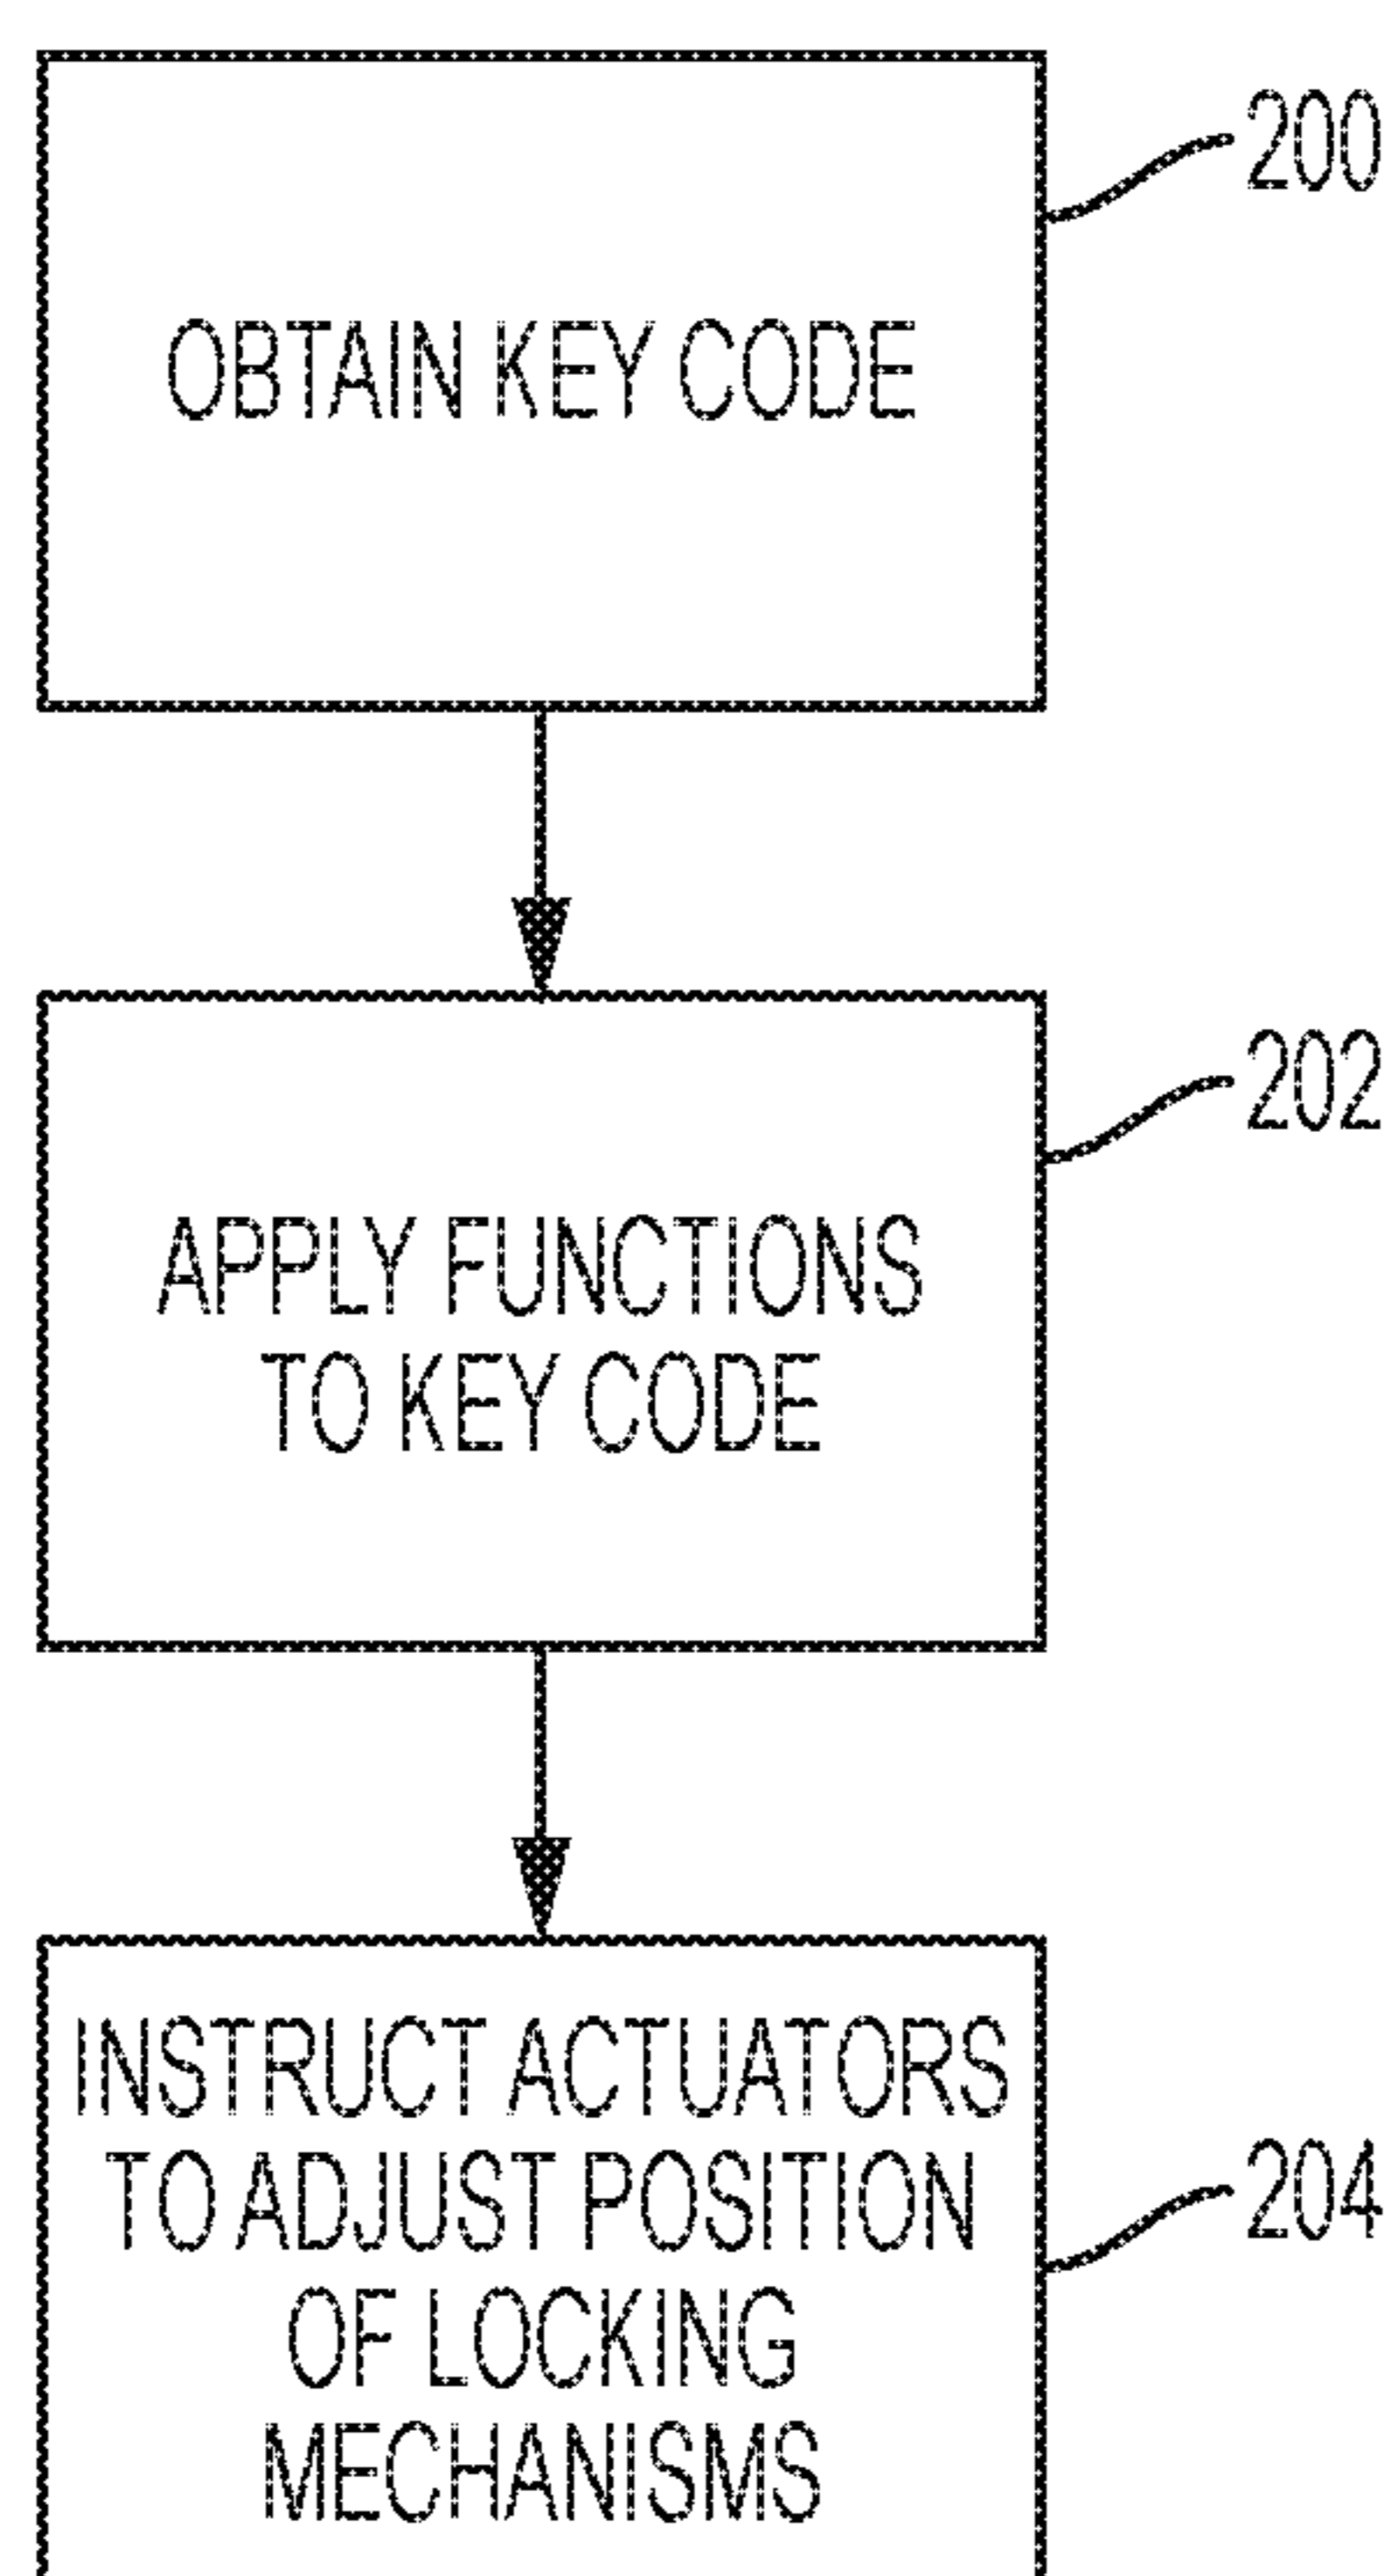 200
OBTAIN KEY CODE
202
APPLY FUNCTIONS
TO KEY CODE
INSTRUCT ACTUATORS
TO ADJUST POSITION
204
OF LOCKING
MECHANISMS